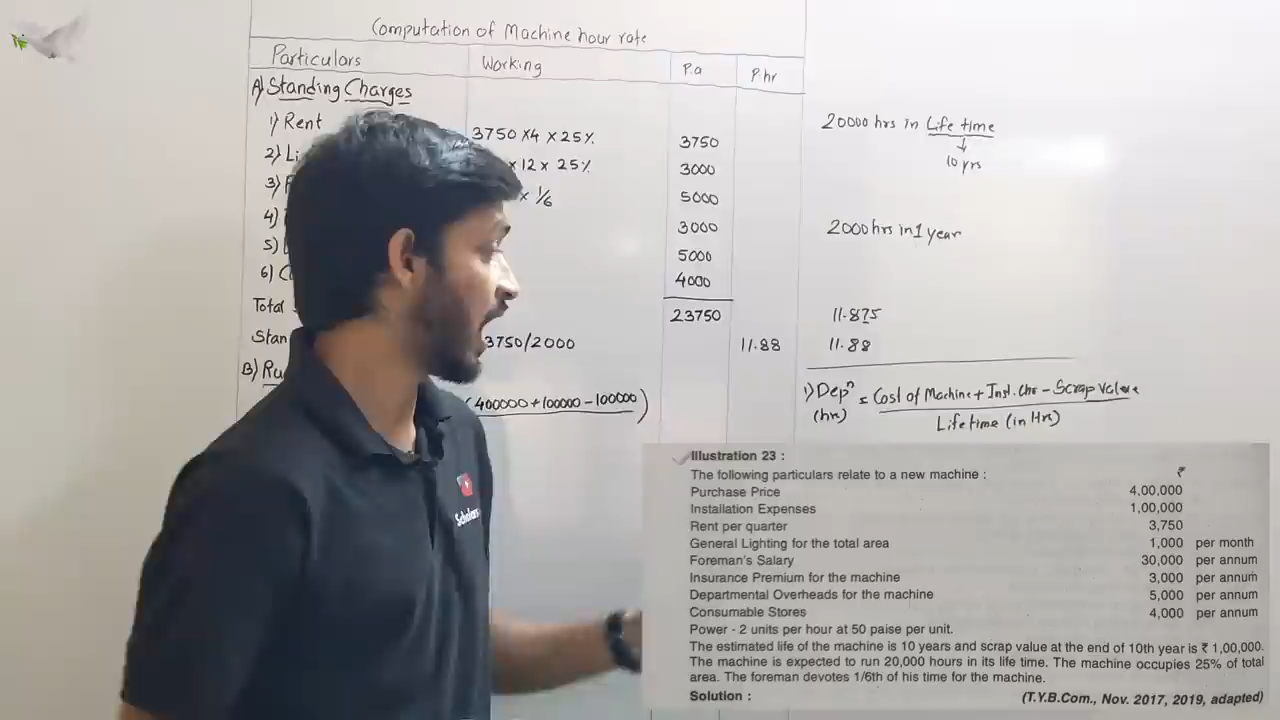 Computation of Machine hour rate
Particulars Working P.a P.hr
A) Standing Charges
1) Rent 3750 x4 x 25% 3750
2) Li x 12 x 25% 3000
3) F x 1/6 5000
4) 3000
5) 5000
6) C 4000
Total 23750
Stan 3750/2000 11.88
B) Ru
(400000 + 100000 - 100000)
20000 hrs in Life time
↓
10 yrs
2000 hrs in 1 year
11.875
11.88
1) Depn (hr) = Cost of Machine + Inst. Chr - Scrap Value
Lifetime (in Hrs)
Scholars
Illustration 23 :
The following particulars relate to a new machine : ₹
Purchase Price 4,00,000
Installation Expenses 1,00,000
Rent per quarter 3,750
General Lighting for the total area 1,000 per month
Foreman's Salary 30,000 per annum
Insurance Premium for the machine 3,000 per annum
Departmental Overheads for the machine 5,000 per annum
Consumable Stores 4,000 per annum
Power - 2 units per hour at 50 paise per unit.
The estimated life of the machine is 10 years and scrap value at the end of 10th year is ₹ 1,00,000.
The machine is expected to run 20,000 hours in its life time. The machine occupies 25% of total
area. The foreman devotes 1/6th of his time for the machine.
Solution : (T.Y.B.Com., Nov. 2017, 2019, adapted)